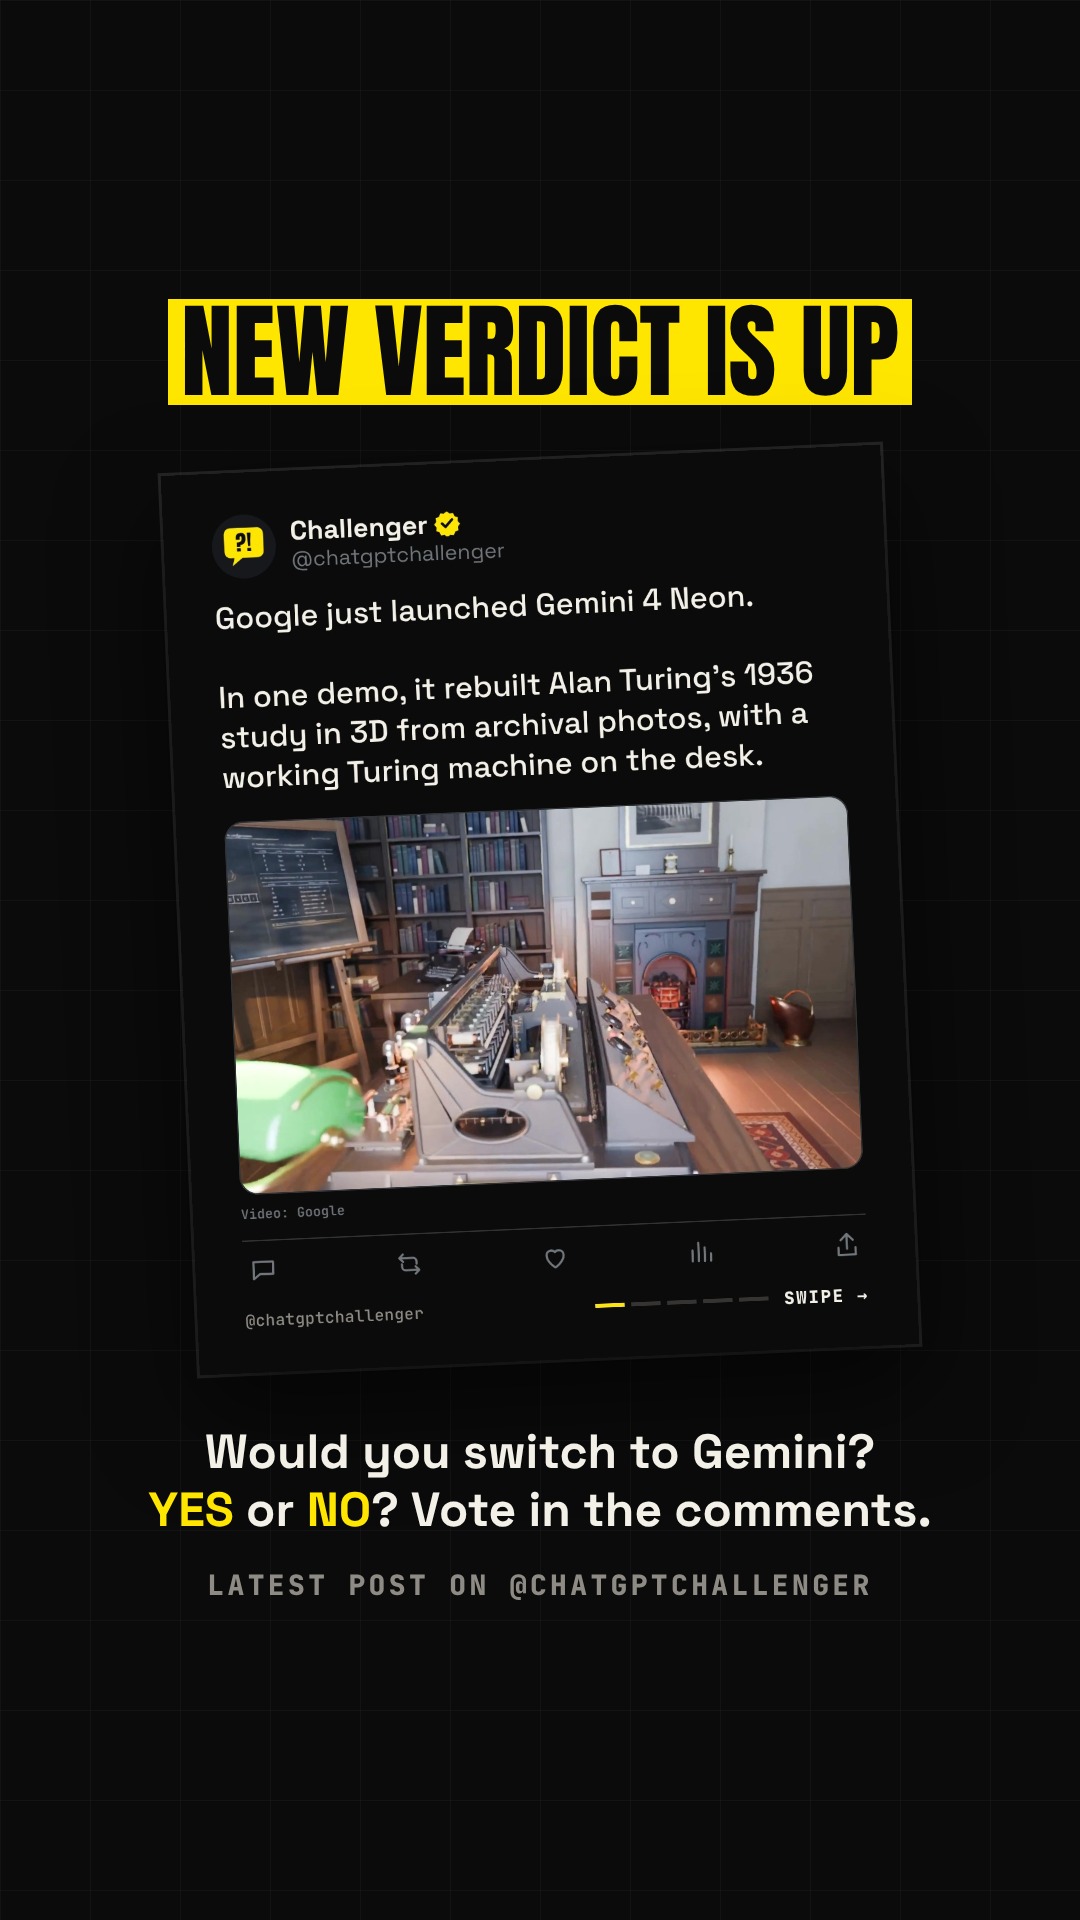 NEW VERDICT IS UP
?!
Challenger
@chatgptchallenger
Google just launched Gemini 4 Neon.
In one demo, it rebuilt Alan Turing’s 1936
study in 3D from archival photos, with a
working Turing machine on the desk.
Video: Google
@chatgptchallenger
SWIPE →
Would you switch to Gemini?
YES or NO? Vote in the comments.
LATEST POST ON @CHATGPTCHALLENGER